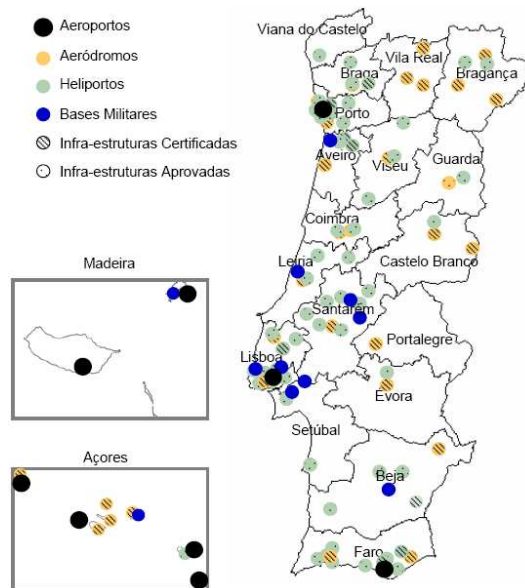 Aeroportos
Aeródromos
Heliportos
Bases Militares
Infra-estruturas Certificadas
Infra-estruturas Aprovadas
Viana do Castelo
Vila Real
Braga
Bragança
Porto
Aveiro
Viseu
Guarda
Coimbra
Leiria
Castelo Branco
Santarém
Portalegre
Lisboa
Évora
Setúbal
Beja
Faro
Madeira
Açores